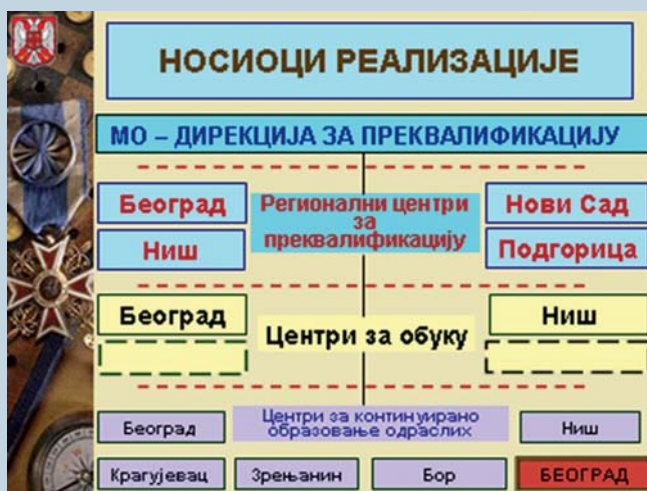 НОСИОЦИ РЕАЛИЗАЦИЈЕ
МО – ДИРЕКЦИЈА ЗА ПРЕКВАЛИФИКАЦИЈУ
Београд
Регионални центри
за
преквалификацију
Нови Сад
Ниш
Подгорица
Београд
Центри за обуку
Ниш
Београд
Центри за континуирано
образовање одраслих
Ниш
Крагујевац
Зрењанин
Бор
БЕОГРАД